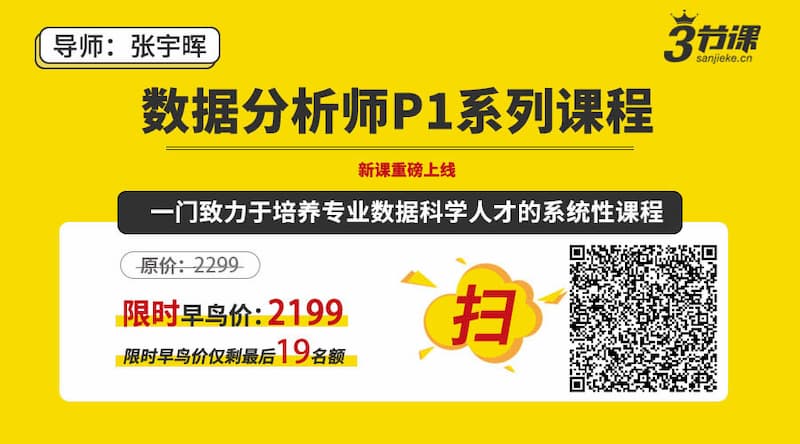 导师：张宇晖
3节课
sanjieke.cn
数据分析师P1系列课程
新课重磅上线
一门致力于培养专业数据科学人才的系统性课程
原价：2299
限时早鸟价：2199
限时早鸟价仅剩最后19名额
扫